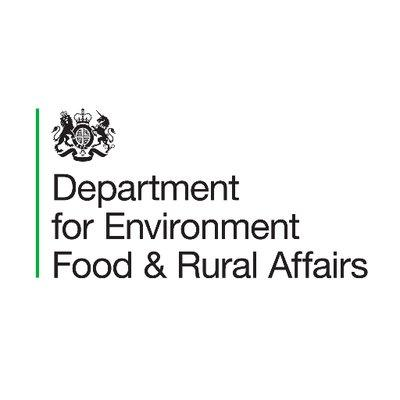 Department
for Environment
Food & Rural Affairs